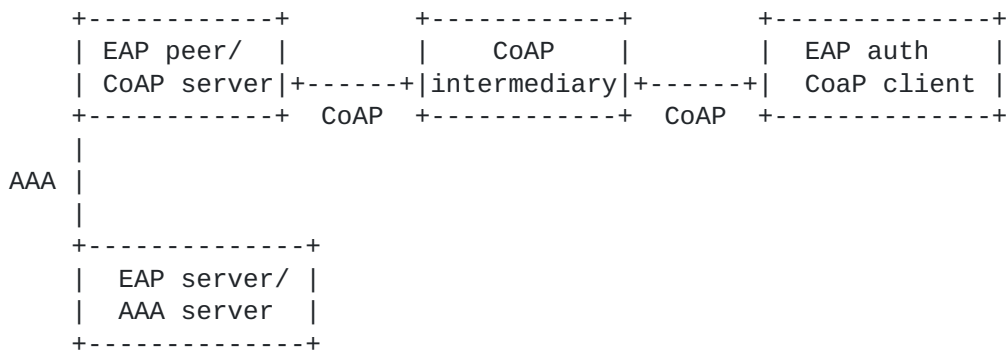 EAP peer/ CoAP EAP auth
CoAP server intermediary CoaP client
CoAP CoAP
AAA
EAP server/
AAA server